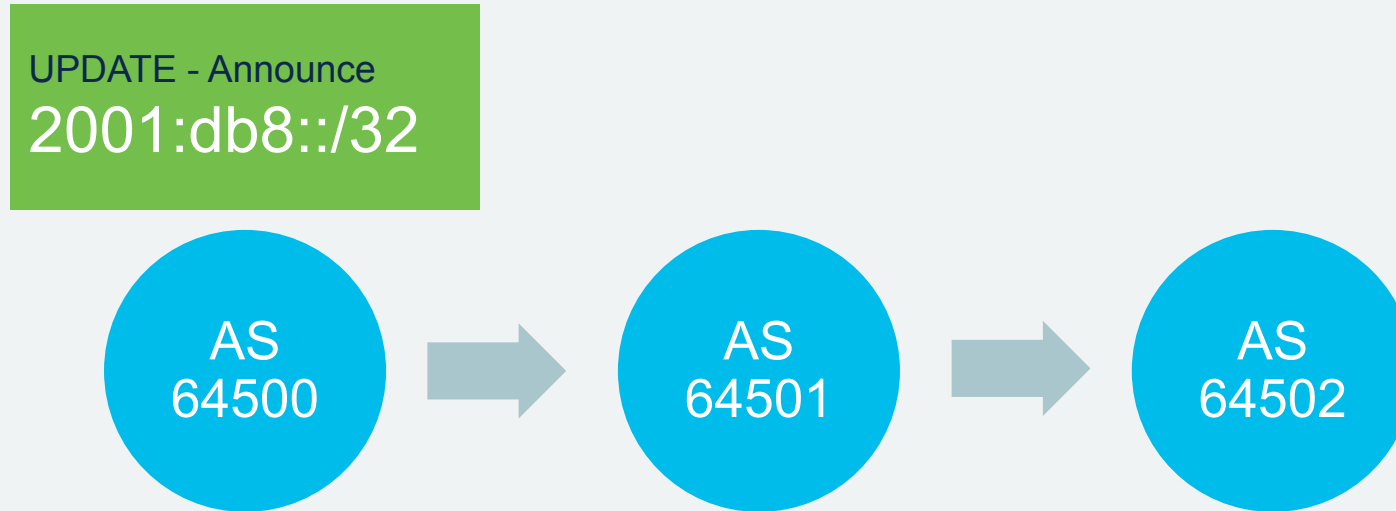 UPDATE - Announce
2001:db8::/32
AS
64500
AS
64501
AS
64502